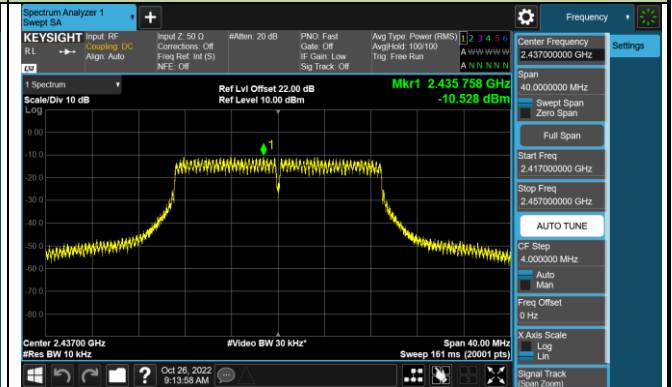 Spectrum Analyzer 1
Swept SA
+
Frequency
KEYSIGHT
RL
LXI
Input: RF
Coupling: DC
Align: Auto
Input Z: 50 Ω
Corrections: Off
Freq Ref: Int (S)
NFE: Off
#Atten: 20 dB
PNO: Fast
Gate: Off
IF Gain: Low
Sig Track: Off
Avg Type: Power (RMS)
Avg|Hold: 100/100
Trig: Free Run
1 2 3 4 5 6
A W W W W W
A N N N N N
1 Spectrum
Scale/Div 10 dB
Log
Ref Lvl Offset 22.00 dB
Ref Level 10.00 dBm
Mkr1 2.435 758 GHz
-10.528 dBm
1
0.00
-10.0
-20.0
-30.0
-40.0
-50.0
-60.0
-70.0
-80.0
Center 2.43700 GHz
#Res BW 10 kHz
#Video BW 30 kHz*
Span 40.00 MHz
Sweep 161 ms (20001 pts)
Oct 26, 2022
9:13:58 AM
?
Center Frequency
2.437000000 GHz
Settings
Span
40.0000000 MHz
Swept Span
Zero Span
Full Span
Start Freq
2.417000000 GHz
Stop Freq
2.457000000 GHz
AUTO TUNE
CF Step
4.000000 MHz
Auto
Man
Freq Offset
0 Hz
X Axis Scale
Log
Lin
Signal Track
(Span Zoom)